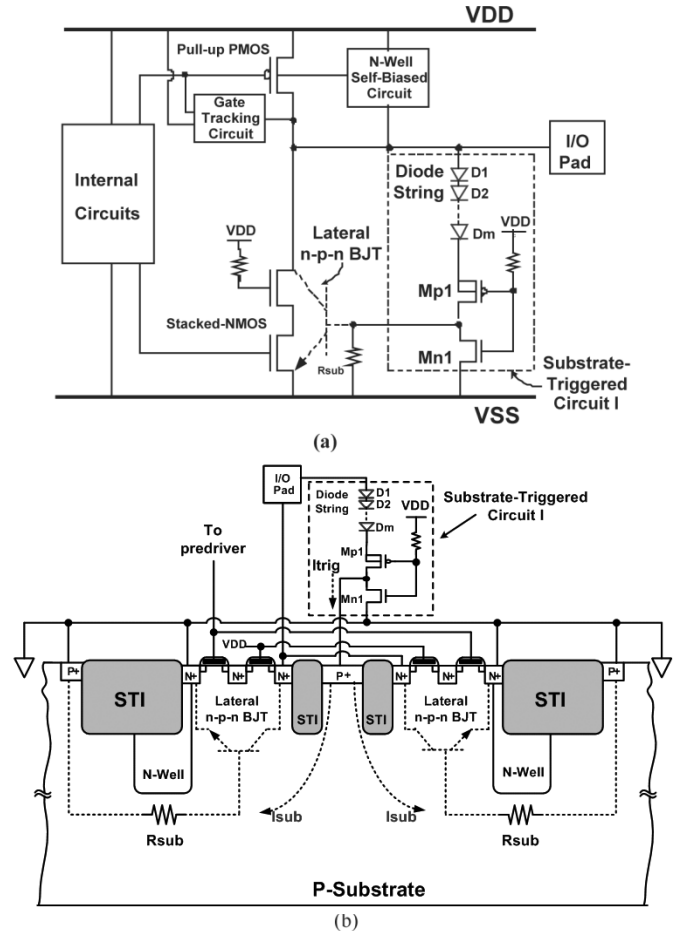 VDD
Pull-up PMOS
N-Well
Self-Biased
Circuit
Gate
Tracking
Circuit
I/O
Pad
Internal
Circuits
Diode
String
D1
D2
Dm
VDD
Lateral
n-p-n BJT
VDD
Mp1
Stacked-NMOS
Mn1
Rsub
Substrate-
Triggered
Circuit I
VSS
(a)
I/O
Pad
Diode
String
D1
D2
Dm
VDD
Substrate-Triggered
Circuit I
To
predriver
Mp1
Itrig
Mn1
VDD
P+
STI
N+
N+
N+
STI
P+
STI
N+
N+
N+
STI
P+
Lateral
n-p-n BJT
Lateral
n-p-n BJT
N-Well
N-Well
Rsub
Isub
Isub
Rsub
P-Substrate
(b)